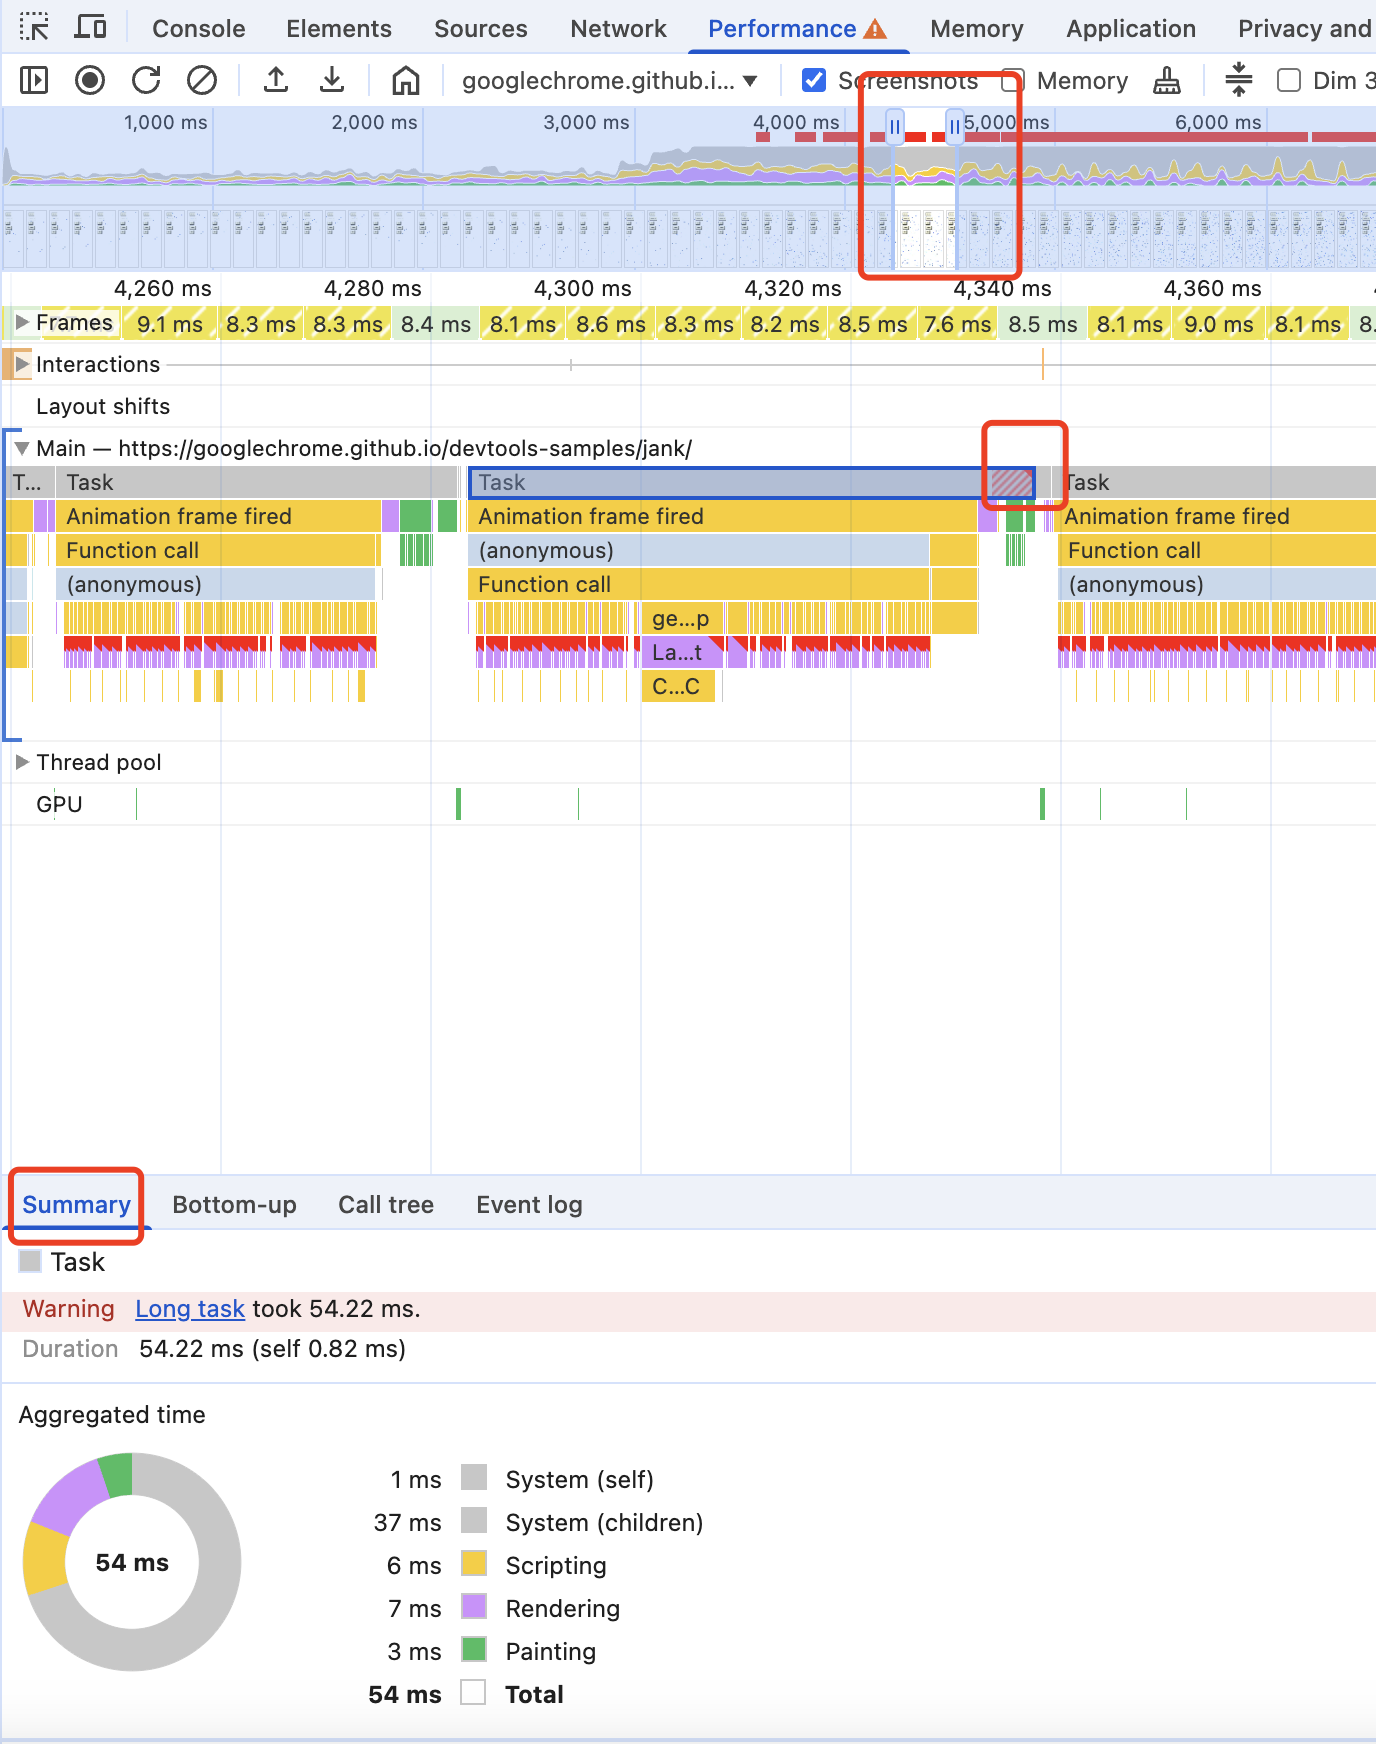 Console Elements Sources Network Performance Memory Application Privacy and
googlechrome.github.i... Screenshots Memory Dim 3
1,000 ms 2,000 ms 3,000 ms 4,000 ms 5,000 ms 6,000 ms
4,260 ms 4,280 ms 4,300 ms 4,320 ms 4,340 ms 4,360 ms
Frames 9.1 ms 8.3 ms 8.3 ms 8.4 ms 8.1 ms 8.6 ms 8.3 ms 8.2 ms 8.5 ms 7.6 ms 8.5 ms 8.1 ms 9.0 ms 8.1 ms 8.
Interactions
Layout shifts
Main — https://googlechrome.github.io/devtools-samples/jank/
T... Task Task Task
Animation frame fired Animation frame fired Animation frame fired
Function call (anonymous) Function call
(anonymous) Function call (anonymous)
ge...p
La...t
C...C
Thread pool
GPU
Summary Bottom-up Call tree Event log
Task
Warning Long task took 54.22 ms.
Duration 54.22 ms (self 0.82 ms)
Aggregated time
54 ms
1 ms System (self)
37 ms System (children)
6 ms Scripting
7 ms Rendering
3 ms Painting
54 ms Total